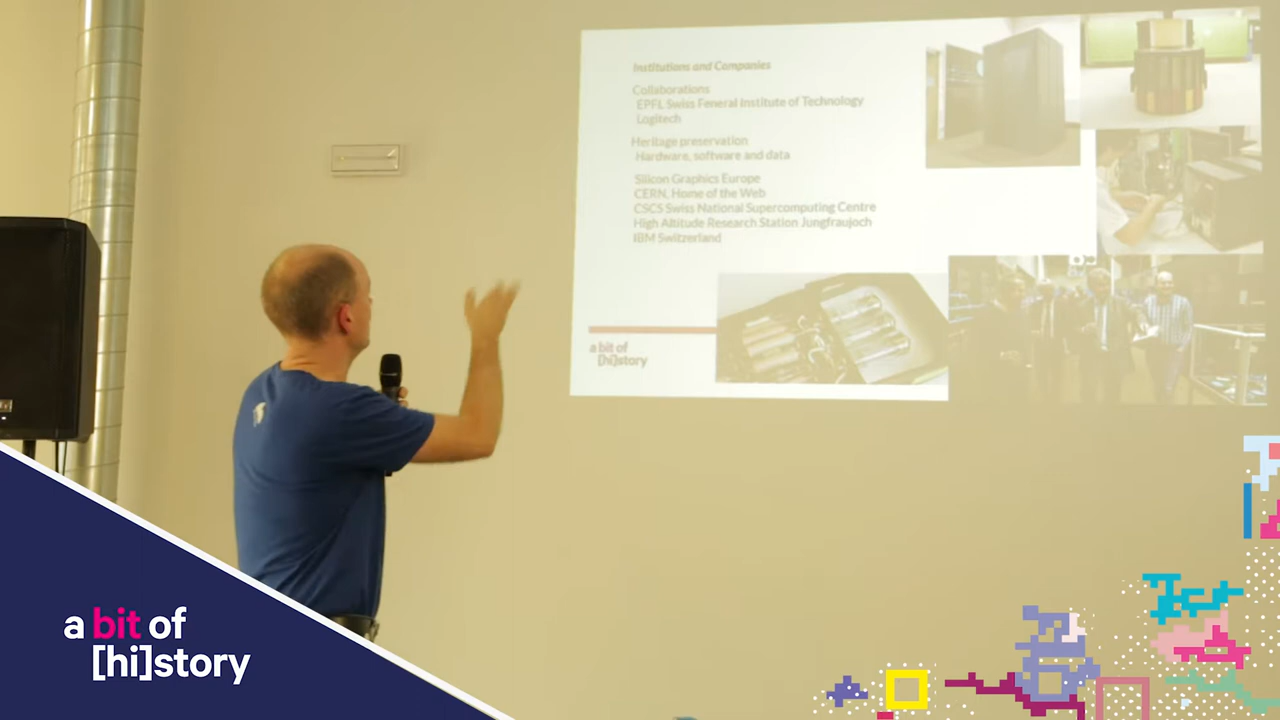 Institutions and Companies
Collaborations
EPFL Swiss Feneral Institute of Technology
Logitech
Heritage preservation
Hardware, software and data
Silicon Graphics Europe
CERN, Home of the Web
CSCS Swiss National Supercomputing Centre
High Altitude Research Station Jungfraujoch
IBM Switzerland
a bit of
[hi]story
a bit of
[hi]story